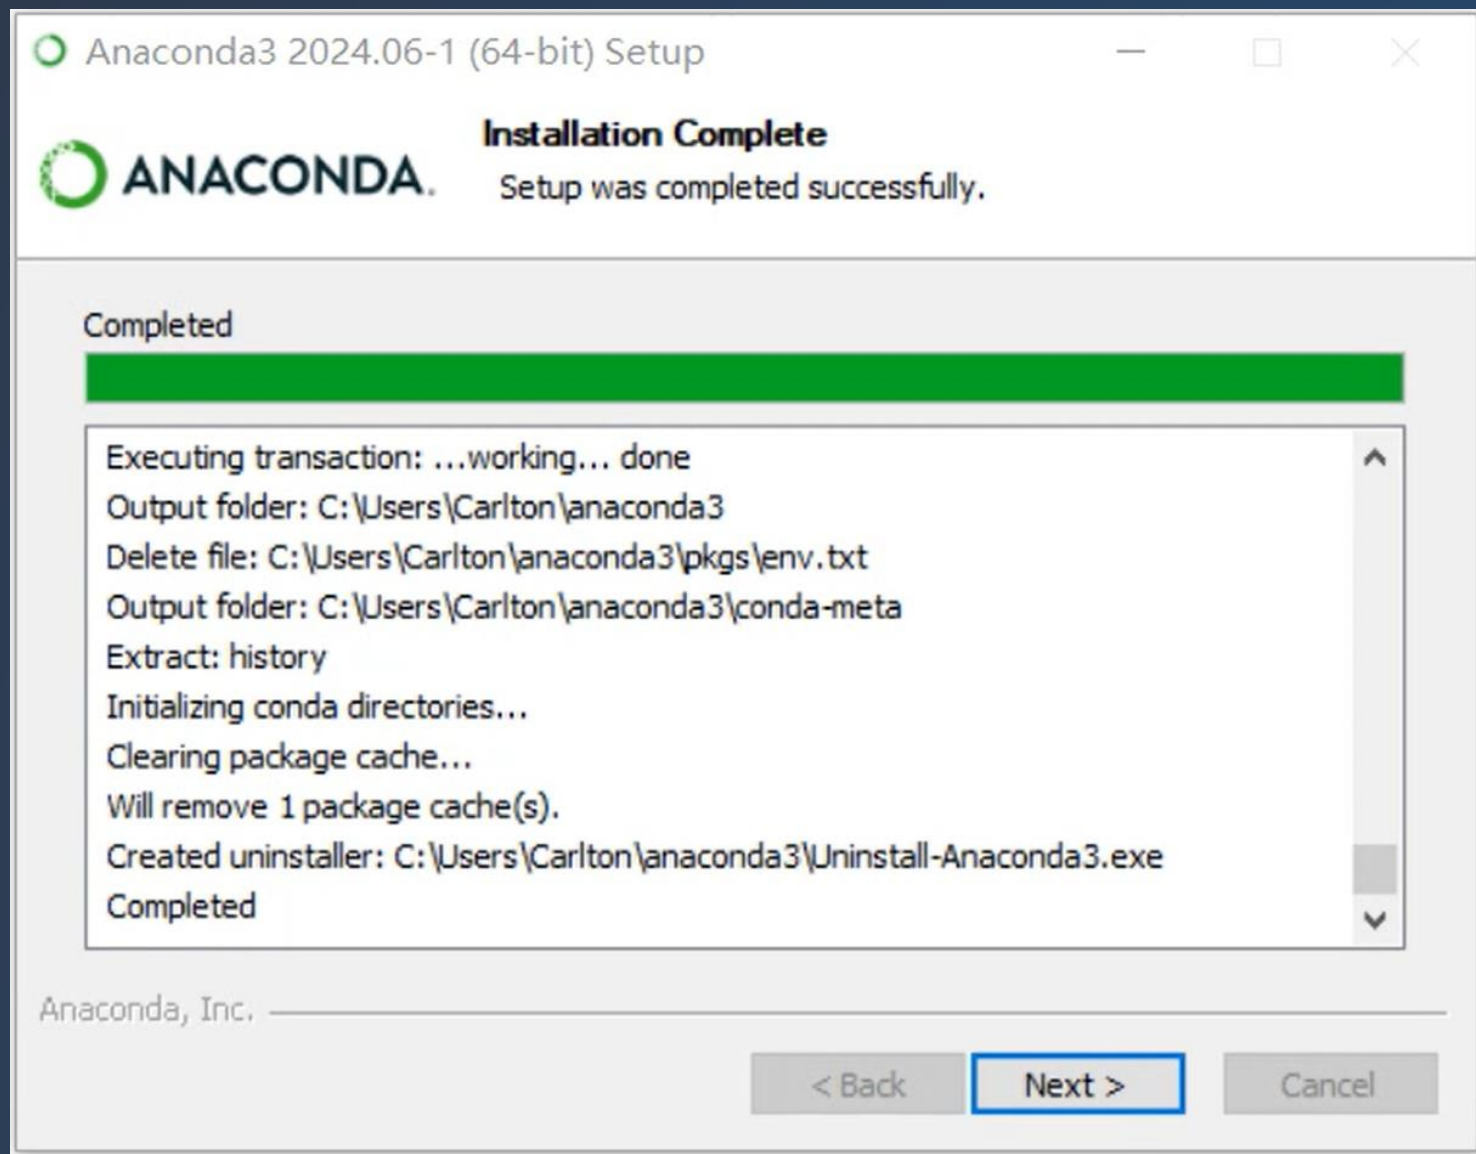 Anaconda3 2024.06-1 (64-bit) Setup
ANACONDA.
Installation Complete
Setup was completed successfully.
Completed
Executing transaction: ...working... done
Output folder: C:\Users\Carlton\anaconda3
Delete file: C:\Users\Carlton\anaconda3\pkgs\env.txt
Output folder: C:\Users\Carlton\anaconda3\conda-meta
Extract: history
Initializing conda directories...
Clearing package cache...
Will remove 1 package cache(s).
Created uninstaller: C:\Users\Carlton\anaconda3\Uninstall-Anaconda3.exe
Completed
Anaconda, Inc.
< Back Next > Cancel